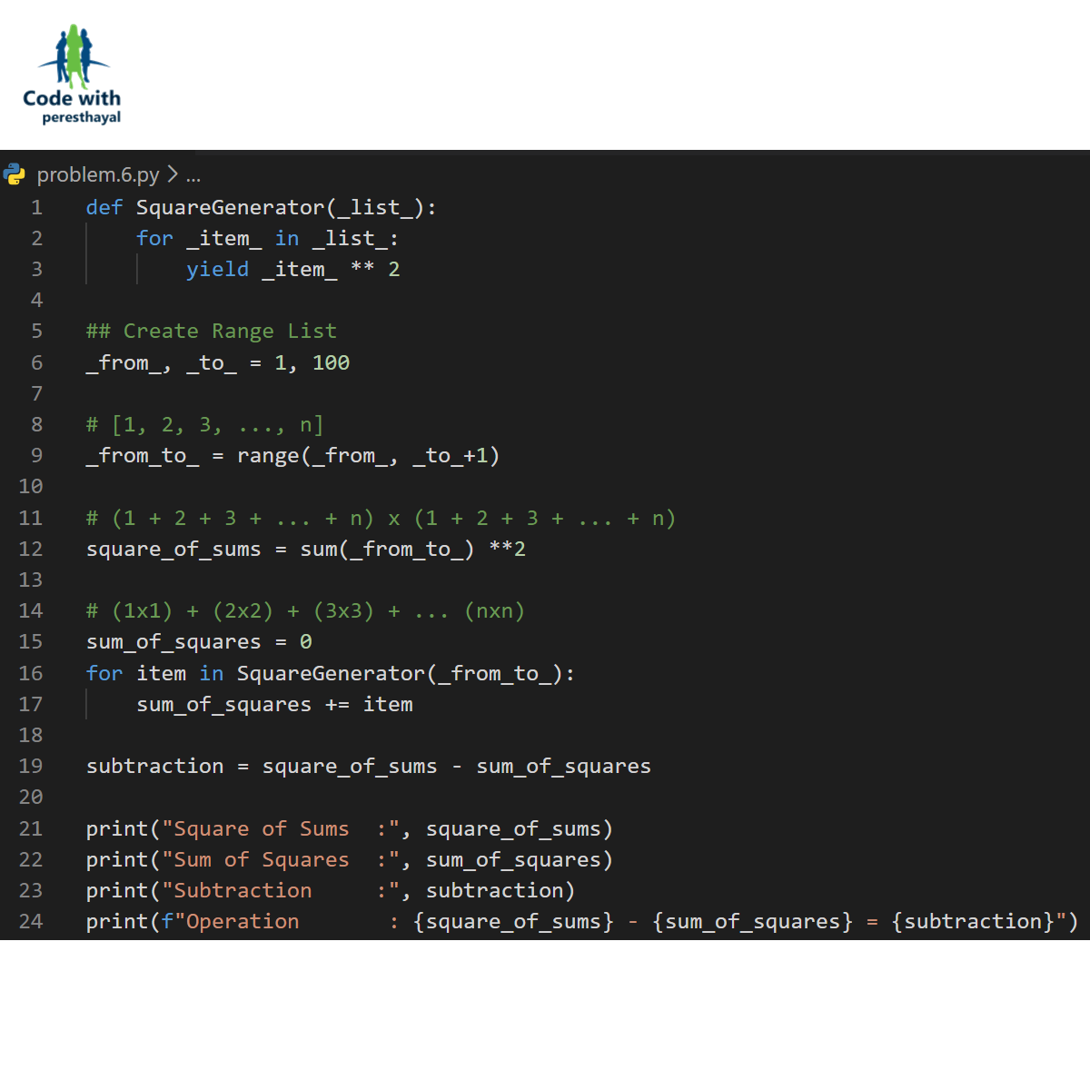 Code with
peresthayal
problem.6.py > ...
1 def SquareGenerator(_list_):
2     for _item_ in _list_:
3         yield _item_ ** 2
4
5 ## Create Range List
6 _from_, _to_ = 1, 100
7
8 # [1, 2, 3, ..., n]
9 _from_to_ = range(_from_, _to_+1)
10
11 # (1 + 2 + 3 + ... + n) x (1 + 2 + 3 + ... + n)
12 square_of_sums = sum(_from_to_) **2
13
14 # (1x1) + (2x2) + (3x3) + ... (nxn)
15 sum_of_squares = 0
16 for item in SquareGenerator(_from_to_):
17     sum_of_squares += item
18
19 subtraction = square_of_sums - sum_of_squares
20
21 print("Square of Sums  :", square_of_sums)
22 print("Sum of Squares  :", sum_of_squares)
23 print("Subtraction     :", subtraction)
24 print(f"Operation       : {square_of_sums} - {sum_of_squares} = {subtraction}")